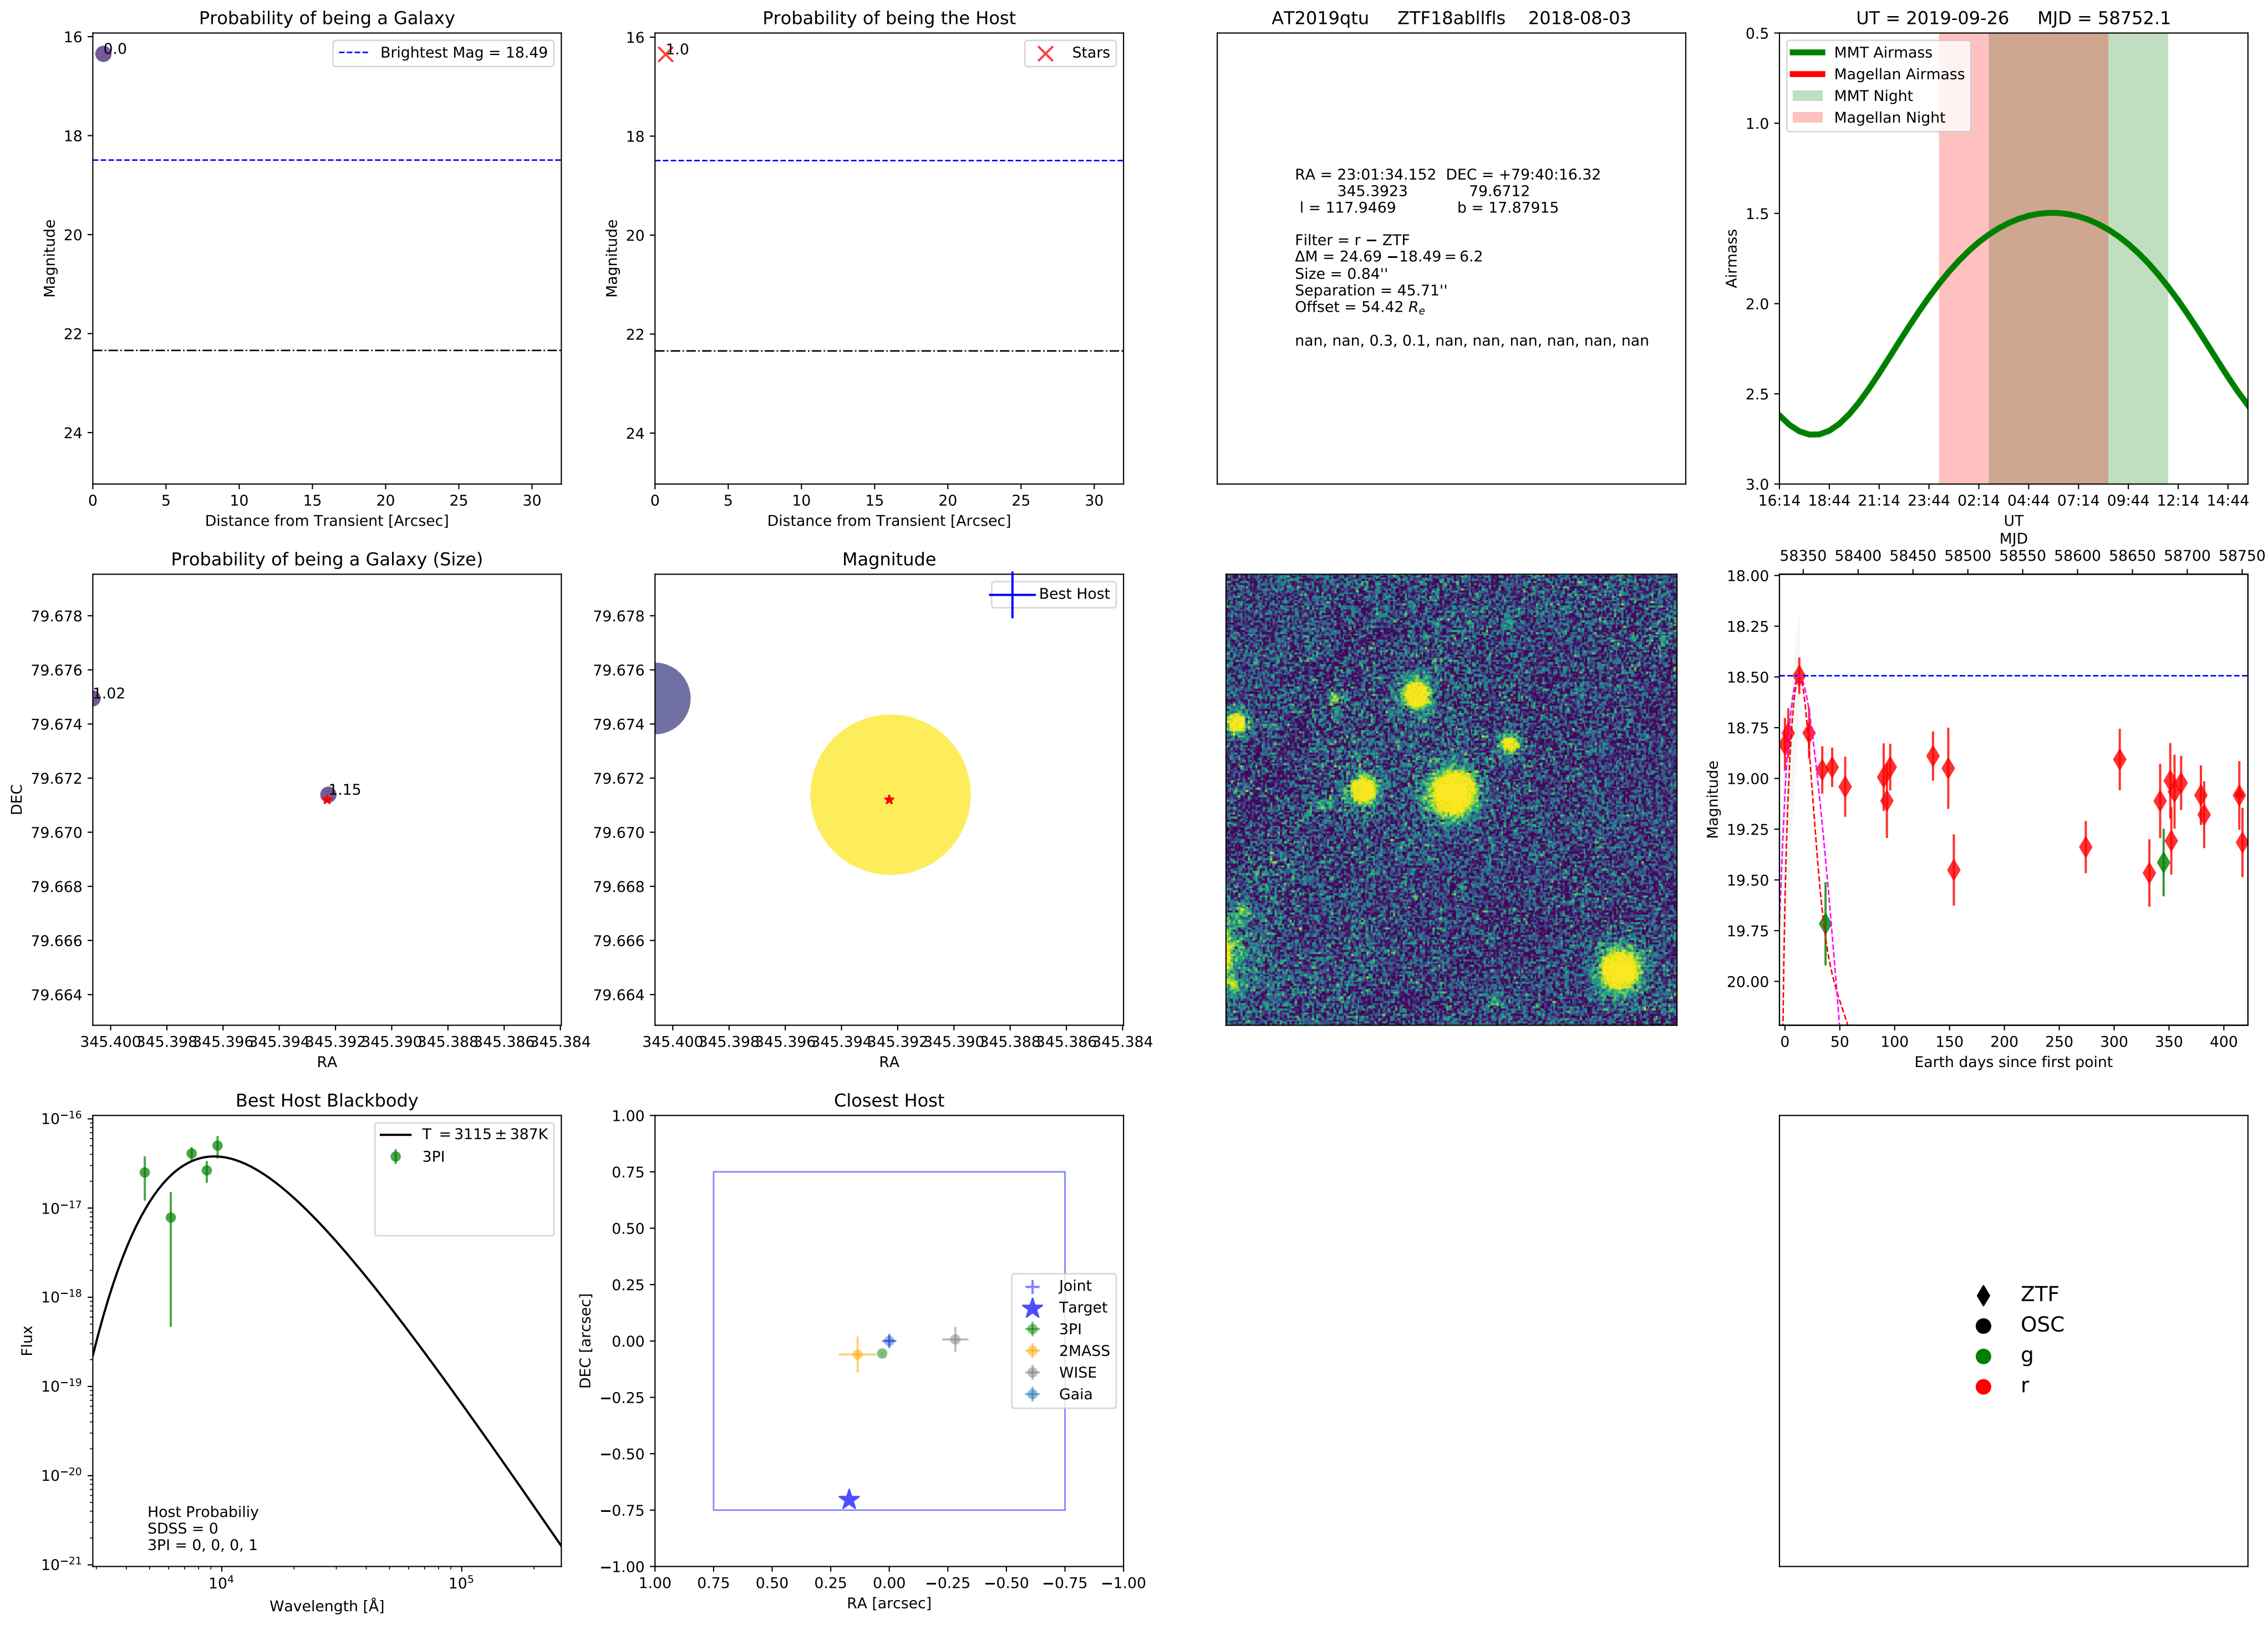 Probability of being a Galaxy
0.0
Brightest Mag = 18.49
16
18
20
22
24
Magnitude
0 5 10 15 20 25 30
Distance from Transient [Arcsec]
Probability of being the Host
1.0
Stars
16
18
20
22
24
Magnitude
0 5 10 15 20 25 30
Distance from Transient [Arcsec]
AT2019qtu ZTF18abllfls 2018-08-03
RA = 23:01:34.152 DEC = +79:40:16.32
345.3923 79.6712
l = 117.9469 b = 17.87915
Filter = r − ZTF
ΔM = 24.69 −18.49 = 6.2
Size = 0.84''
Separation = 45.71''
Offset = 54.42 Rₑ
nan, nan, 0.3, 0.1, nan, nan, nan, nan, nan, nan
UT = 2019-09-26 MJD = 58752.1
MMT Airmass
Magellan Airmass
MMT Night
Magellan Night
0.5
1.0
1.5
2.0
2.5
3.0
Airmass
16:14 18:44 21:14 23:44 02:14 04:44 07:14 09:44 12:14 14:44
UT
Probability of being a Galaxy (Size)
1.02
1.15
79.678
79.676
79.674
79.672
79.670
79.668
79.666
79.664
DEC
345.400 345.398 345.396 345.394 345.392 345.390 345.388 345.386 345.384
RA
Magnitude
Best Host
79.678
79.676
79.674
79.672
79.670
79.668
79.666
79.664
345.400 345.398 345.396 345.394 345.392 345.390 345.388 345.386 345.384
RA
MJD
58350 58400 58450 58500 58550 58600 58650 58700 58750
18.00
18.25
18.50
18.75
19.00
19.25
19.50
19.75
20.00
Magnitude
0 50 100 150 200 250 300 350 400
Earth days since first point
Best Host Blackbody
T = 3115 ± 387K
3PI
10⁻¹⁶
10⁻¹⁷
10⁻¹⁸
10⁻¹⁹
10⁻²⁰
10⁻²¹
Flux
Host Probabiliy
SDSS = 0
3PI = 0, 0, 0, 1
10⁴ 10⁵
Wavelength [Å]
Closest Host
1.00
0.75
0.50
0.25
0.00
−0.25
−0.50
−0.75
−1.00
DEC [arcsec]
Joint
Target
3PI
2MASS
WISE
Gaia
1.00 0.75 0.50 0.25 0.00 −0.25 −0.50 −0.75 −1.00
RA [arcsec]
ZTF
OSC
g
r